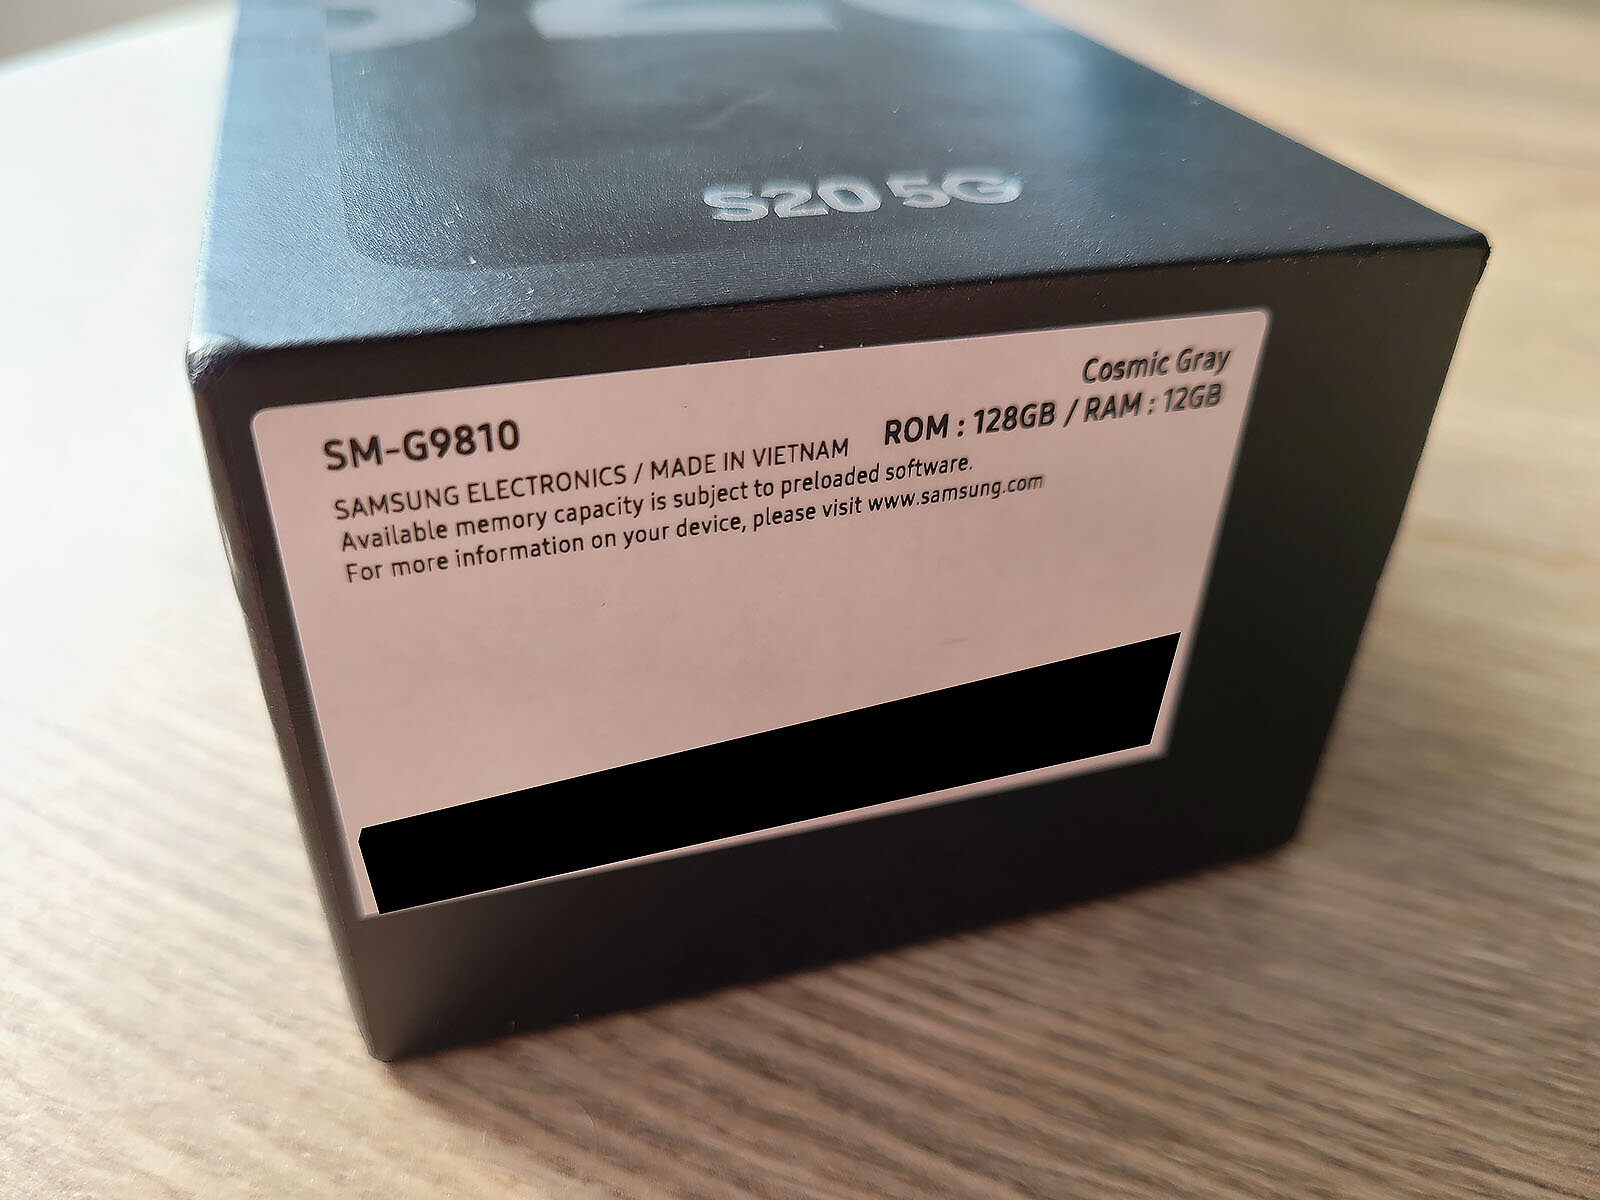 S20 5G
Cosmic Gray
SM-G9810
ROM : 128GB / RAM : 12GB
SAMSUNG ELECTRONICS / MADE IN VIETNAM
Available memory capacity is subject to preloaded software.
For more information on your device, please visit www.samsung.com